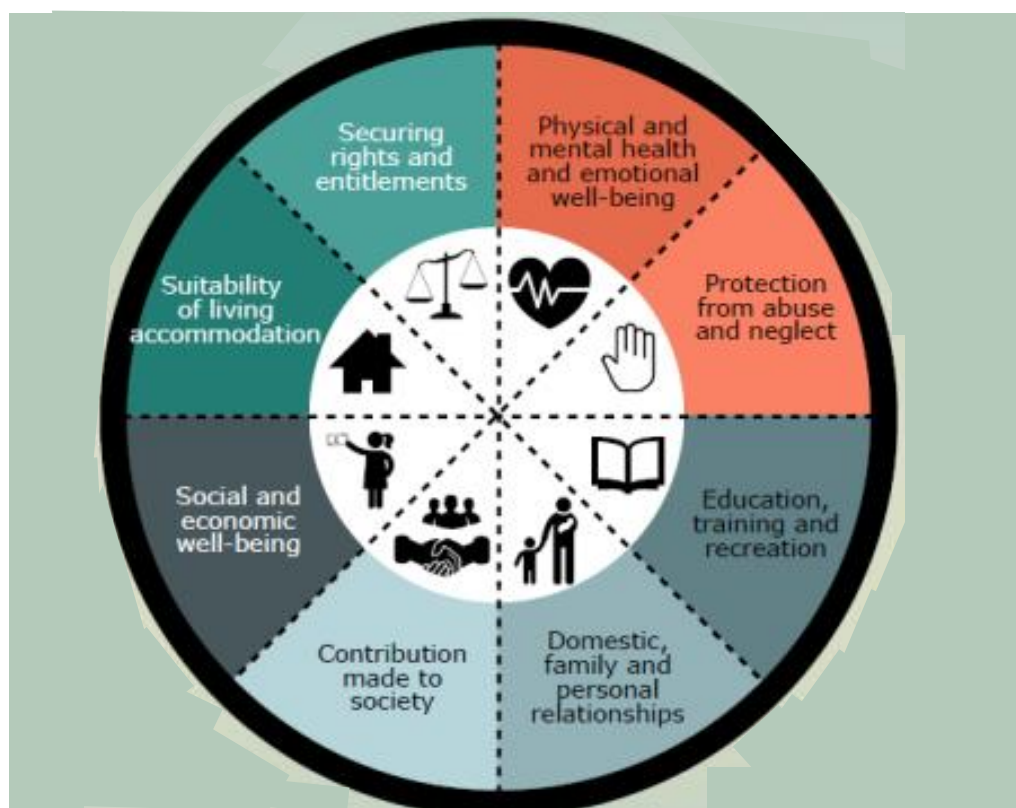 Securing
rights and
entitlements
Physical and
mental health
and emotional
well-being
Protection
from abuse
and neglect
Education,
training and
recreation
Domestic,
family and
personal
relationships
Contribution
made to
society
Social and
economic
well-being
Suitability
of living
accommodation